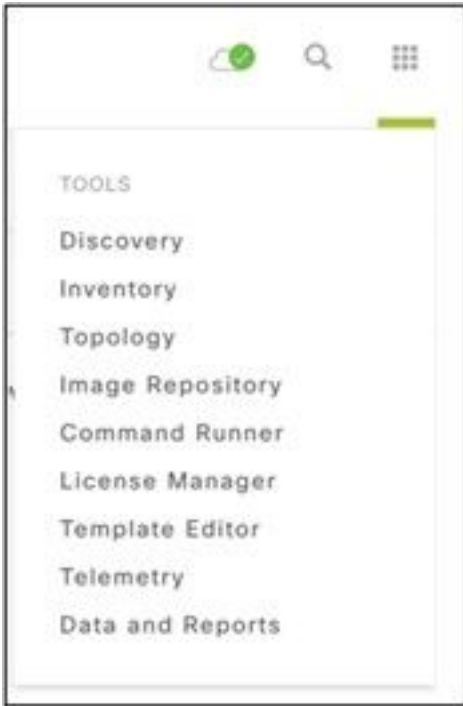 TOOLS
Discovery
Inventory
Topology
Image Repository
Command Runner
License Manager
Template Editor
Telemetry
Data and Reports